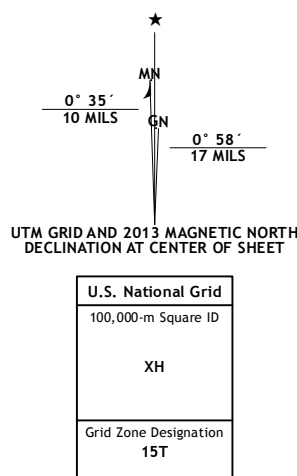 ★
MN
0° 35´
10 MILS
GN
0° 58´
17 MILS
UTM GRID AND 2013 MAGNETIC NORTH
DECLINATION AT CENTER OF SHEET
U.S. National Grid
100,000-m Square ID
XH
Grid Zone Designation
15T